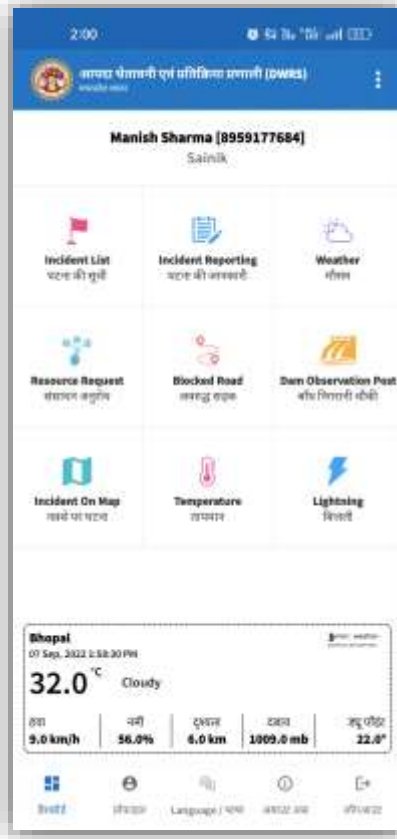 2:00
आपदा चेतावनी एवं प्रतिक्रिया प्रणाली (DWRS)
Manish Sharma [8959177684]
Sainik
Incident List
घटना की सूची
Incident Reporting
घटना की जानकारी
Weather
मौसम
Resource Request
संसाधन अनुरोध
Blocked Road
अवरुद्ध सड़क
Dam Observation Post
बाँध निगरानी चौकी
Incident On Map
नक्शे पर घटना
Temperature
तापमान
Lightning
बिजली
Bhopal
07 Sep, 2022 1:58:30 PM
32.0 °C Cloudy
हवा नमी दृश्यता दबाव ड्यू पॉइंट
9.0 km/h 56.0% 6.0 km 1009.0 mb 22.0°
Language / भाषा